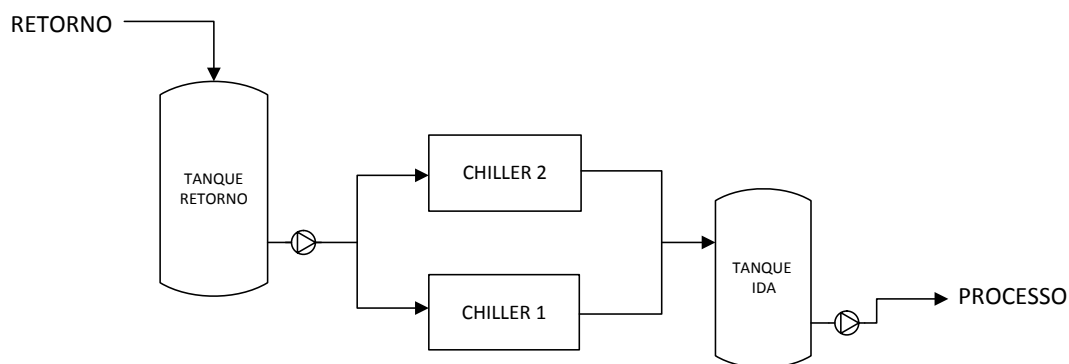 RETORNO
TANQUE
RETORNO
CHILLER 2
CHILLER 1
TANQUE
IDA
PROCESSO